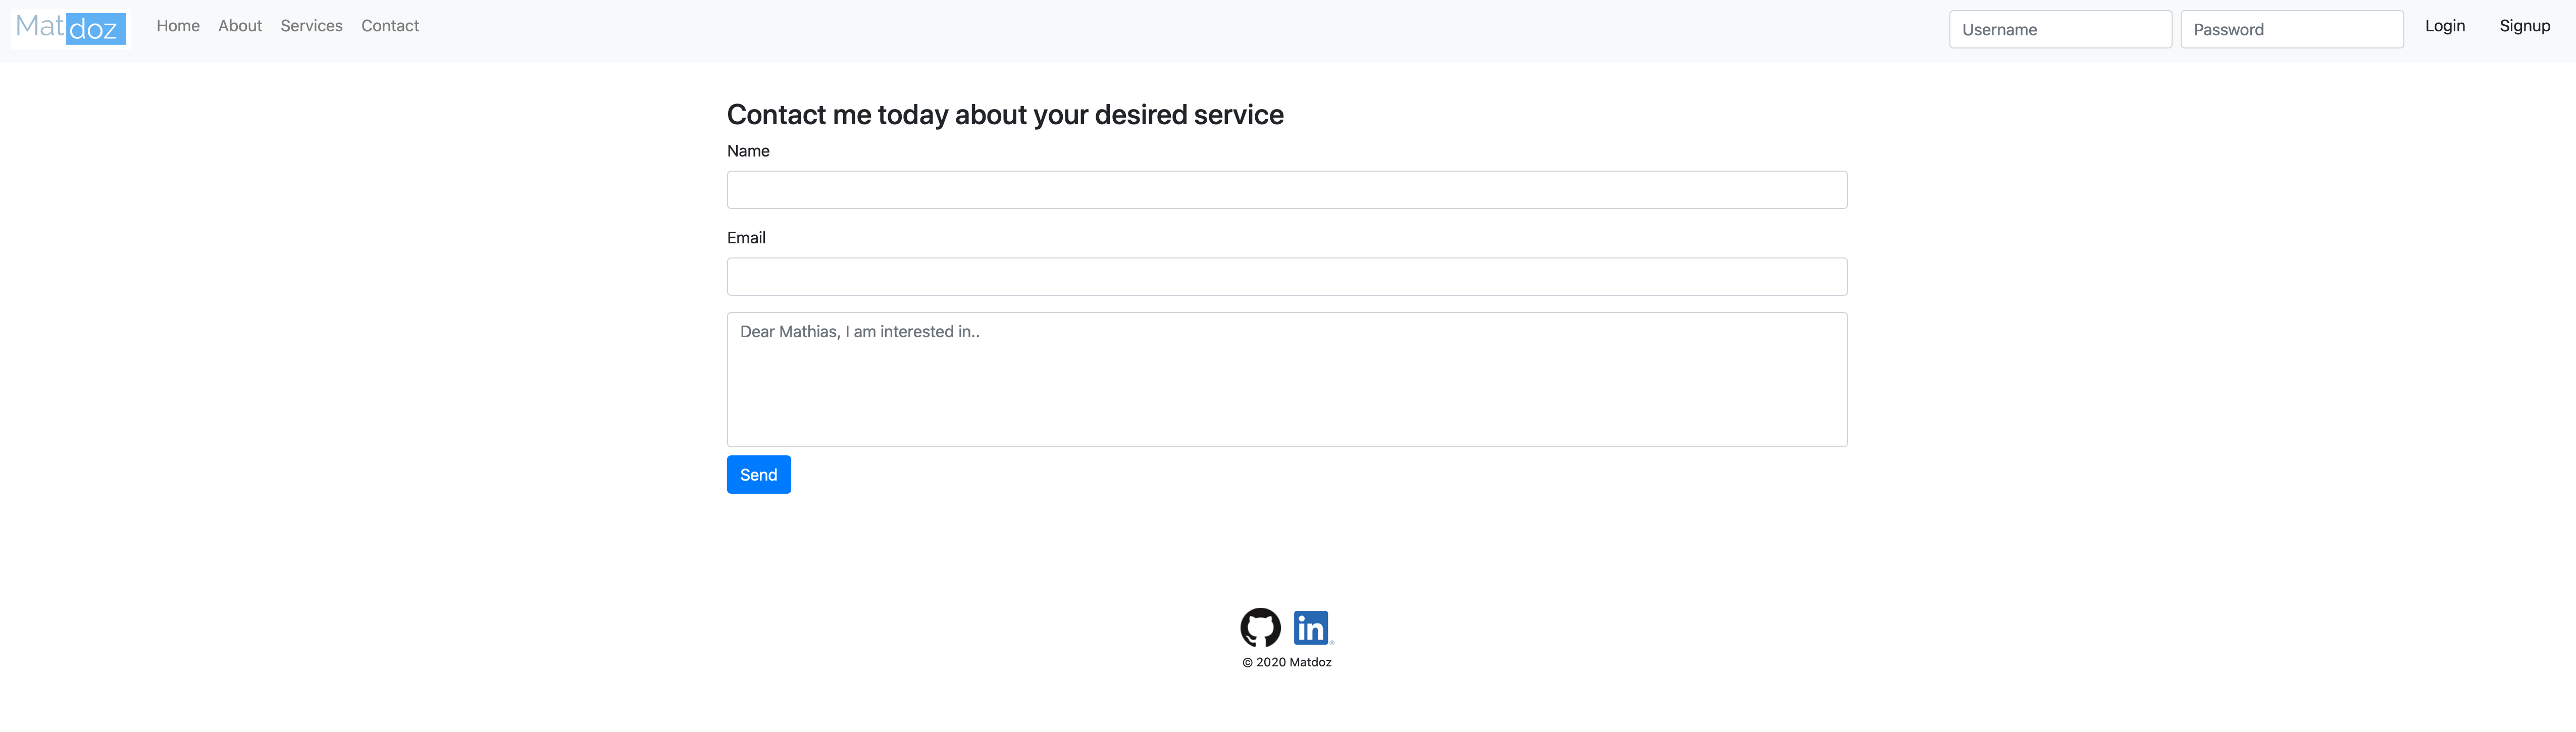 Matdoz Home About Services Contact Username Password Login Signup
Contact me today about your desired service
Name
Email
Dear Mathias, I am interested in..
Send
in®
© 2020 Matdoz